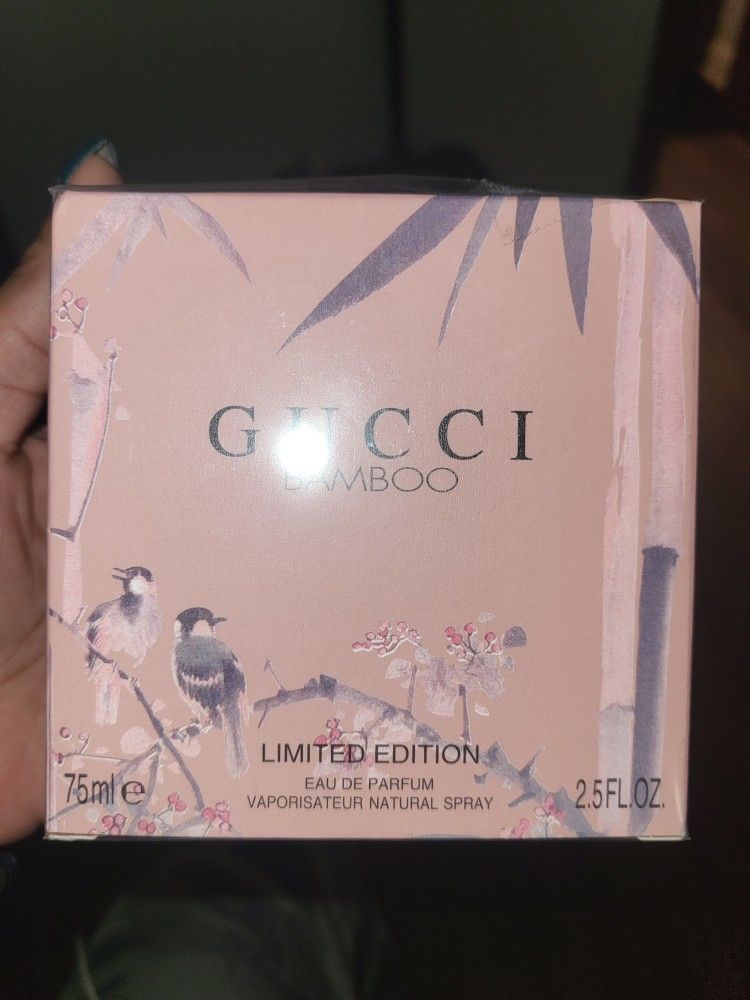 GUCCI
BAMBOO
LIMITED EDITION
EAU DE PARFUM
VAPORISATEUR NATURAL SPRAY
75ml e
2.5FL.OZ.